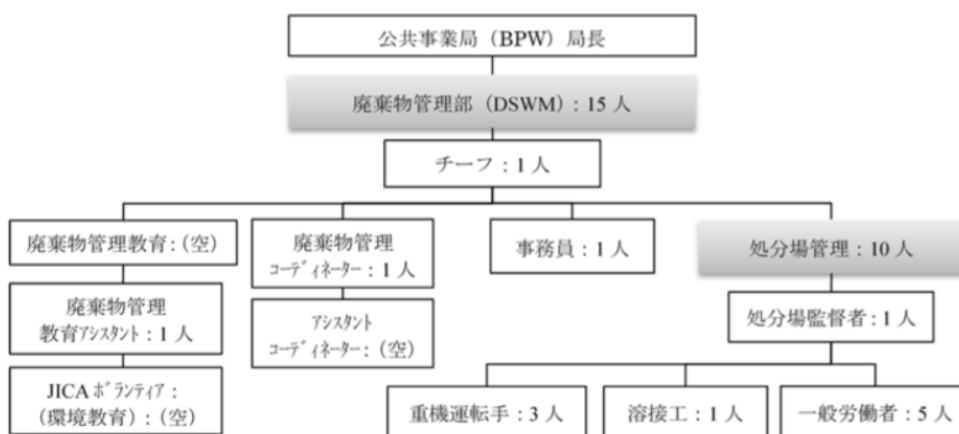 公共事業局（BPW）局長
廃棄物管理部（DSWM）：15 人
チーフ：1 人
廃棄物管理教育：(空)
廃棄物管理
コーディネーター：1 人
事務員：1 人
処分場管理：10 人
廃棄物管理
教育アシスタント：1 人
アシスタント
コーディネーター：（空）
処分場監督者：1 人
JICA ボランティア：
（環境教育）：（空）
重機運転手：3 人
溶接工：1 人
一般労働者：5 人